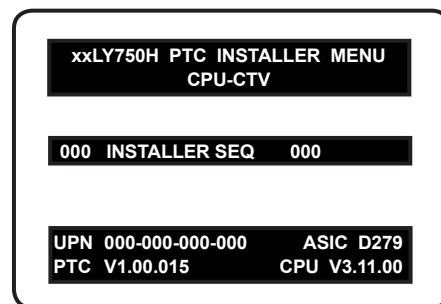 xxLY750H PTC INSTALLER MENU
CPU-CTV
000 INSTALLER SEQ 000
UPN 000-000-000-000 ASIC D279
PTC V1.00.015 CPU V3.11.00